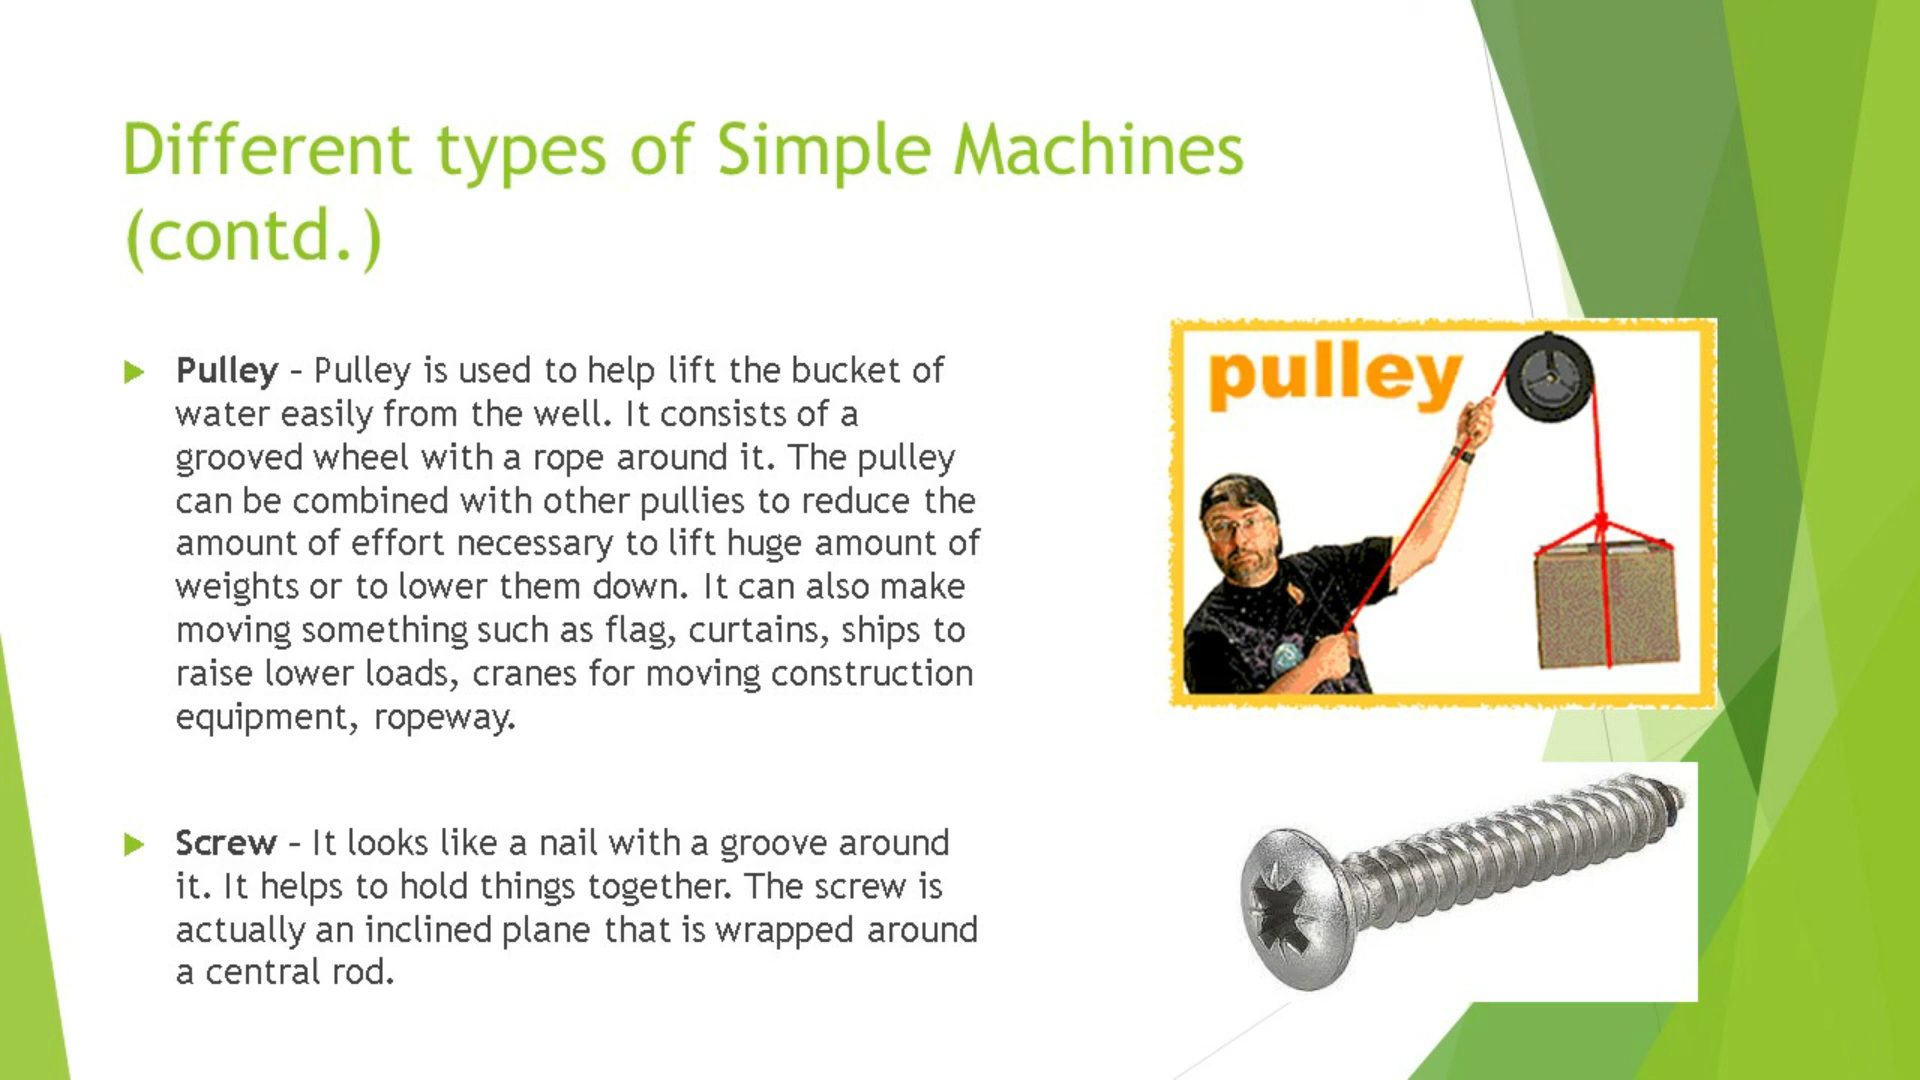 Different types of Simple Machines
(contd.)
Pulley – Pulley is used to help lift the bucket of
water easily from the well. It consists of a
grooved wheel with a rope around it. The pulley
can be combined with other pullies to reduce the
amount of effort necessary to lift huge amount of
weights or to lower them down. It can also make
moving something such as flag, curtains, ships to
raise lower loads, cranes for moving construction
equipment, ropeway.
Screw – It looks like a nail with a groove around
it. It helps to hold things together. The screw is
actually an inclined plane that is wrapped around
a central rod.
pulley